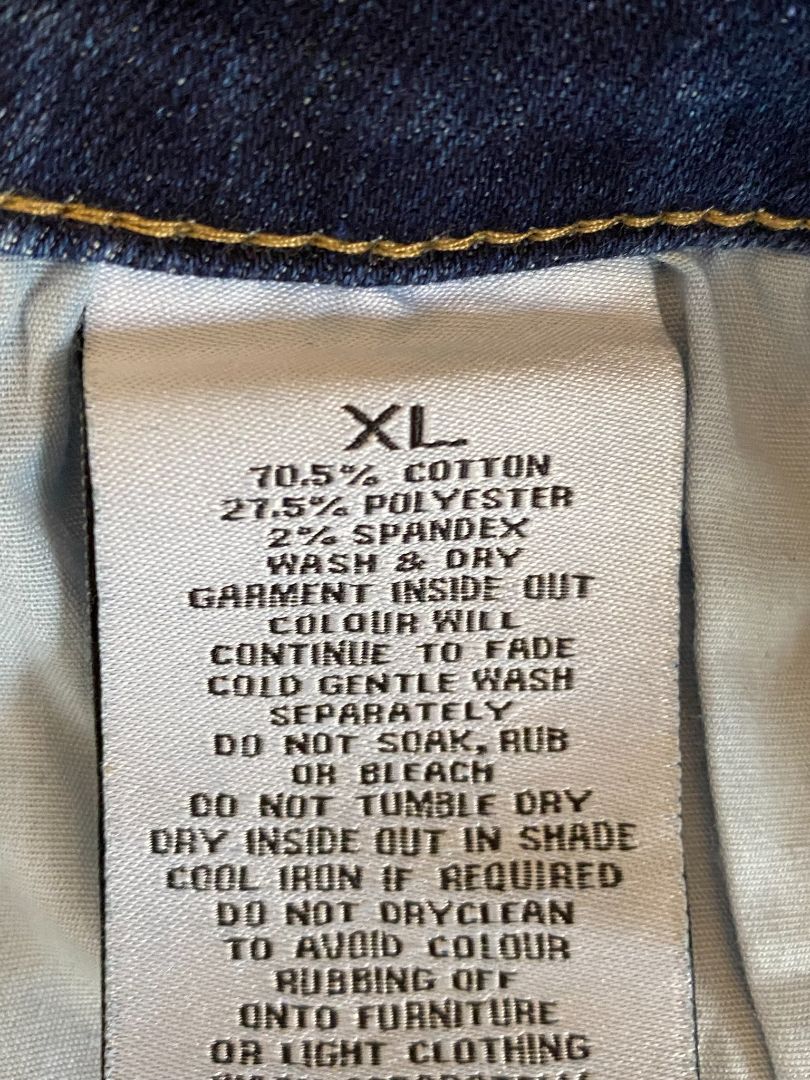 XL
70.5% COTTON
27.5% POLYESTER
2% SPANDEX
WASH & DRY
GARMENT INSIDE OUT
COLOUR WILL
CONTINUE TO FADE
COLD GENTLE WASH
SEPARATELY
DO NOT SOAK, RUB
OR BLEACH
DO NOT TUMBLE DRY
DRY INSIDE OUT IN SHADE
COOL IRON IF REQUIRED
DO NOT DRYCLEAN
TO AVOID COLOUR
RUBBING OFF
ONTO FURNITURE
OR LIGHT CLOTHING